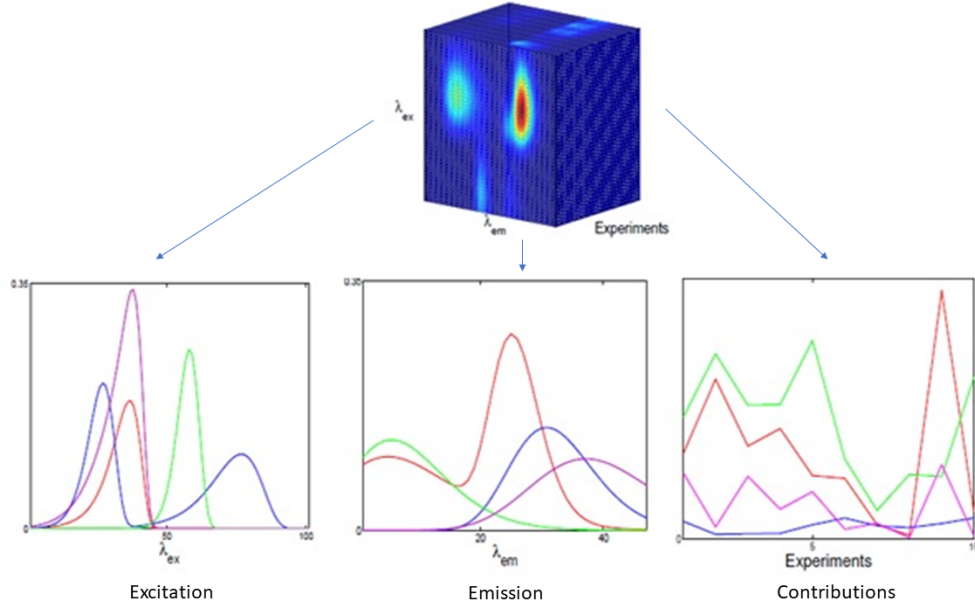 λex
λem
Experiments
0.35
0
50
100
λex
0.35
0
20
40
λem
0
5
Experiments
Excitation
Emission
Contributions